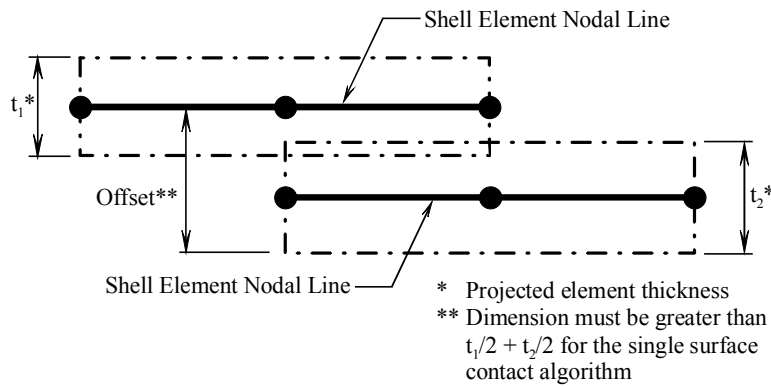 Shell Element Nodal Line
t₁*
Offset**
t₂*
Shell Element Nodal Line
* Projected element thickness
** Dimension must be greater than
t₁/2 + t₂/2 for the single surface
contact algorithm